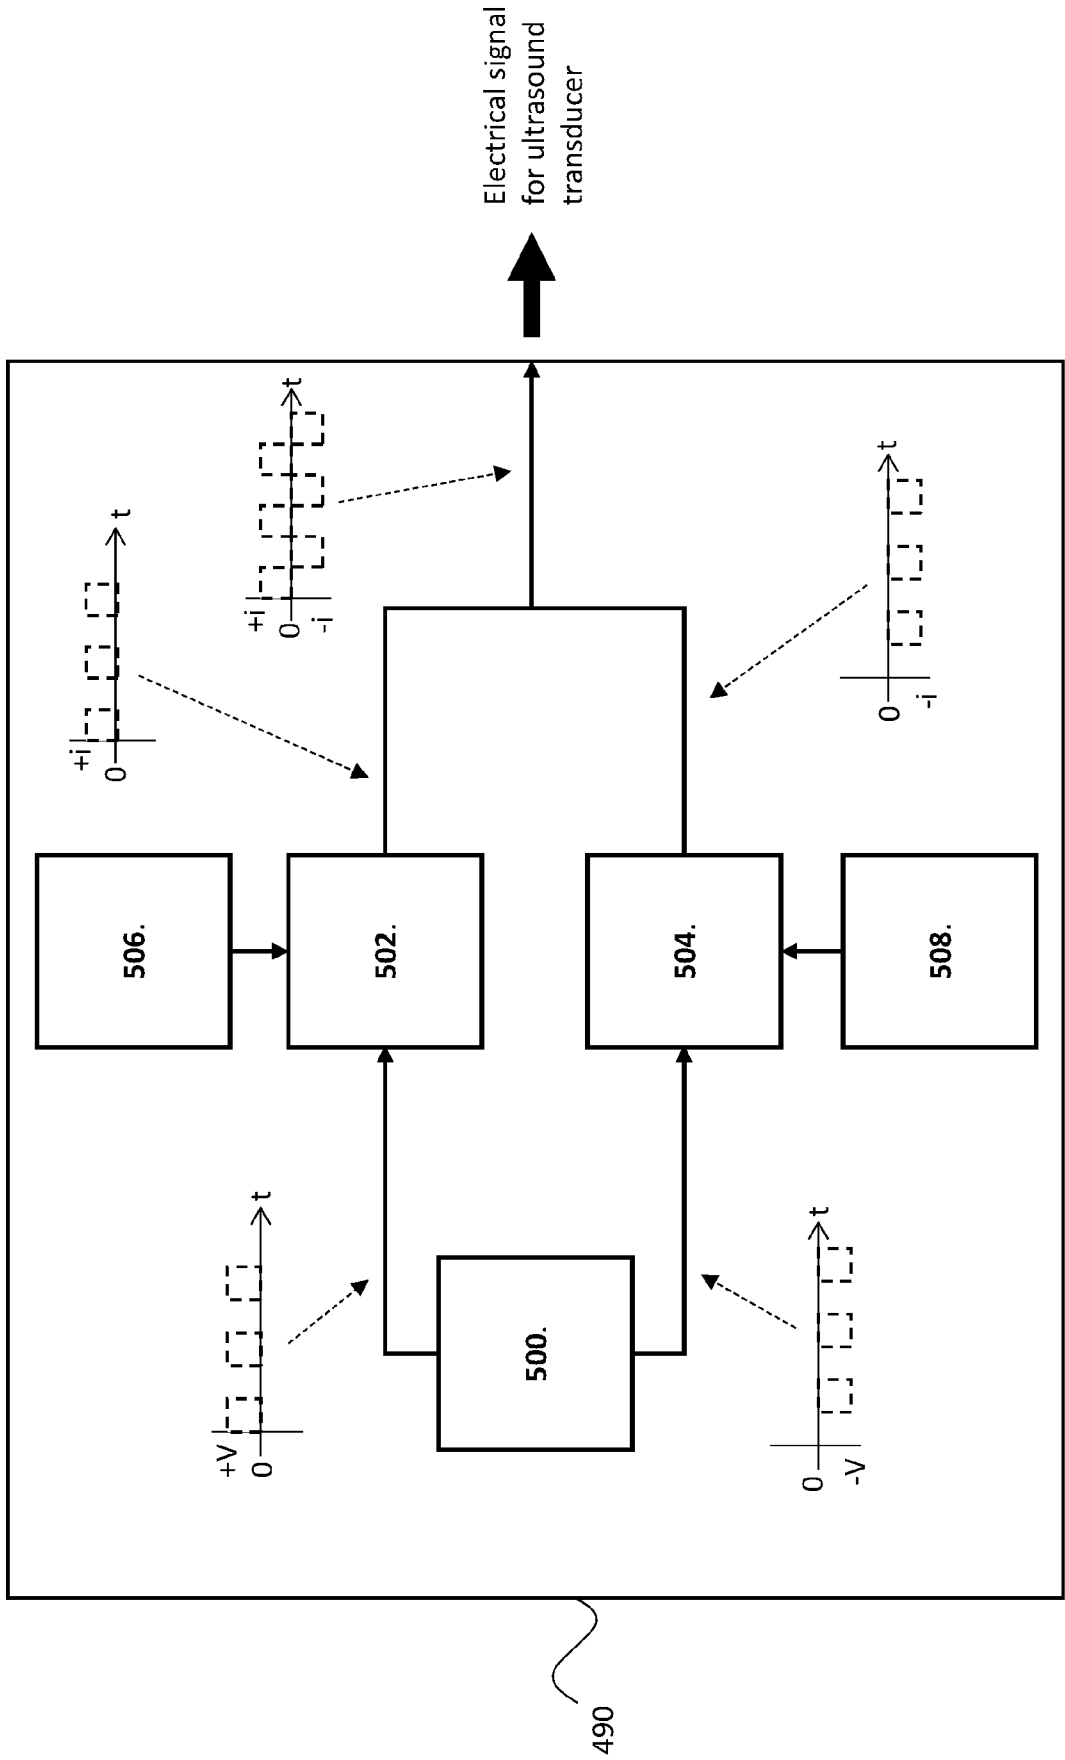 +i
0
t
+i
0
-i
t
506.
502.
+V
0
t
500.
Electrical signal
for ultrasound
transducer
0
-V
t
504.
508.
0
-i
t
490